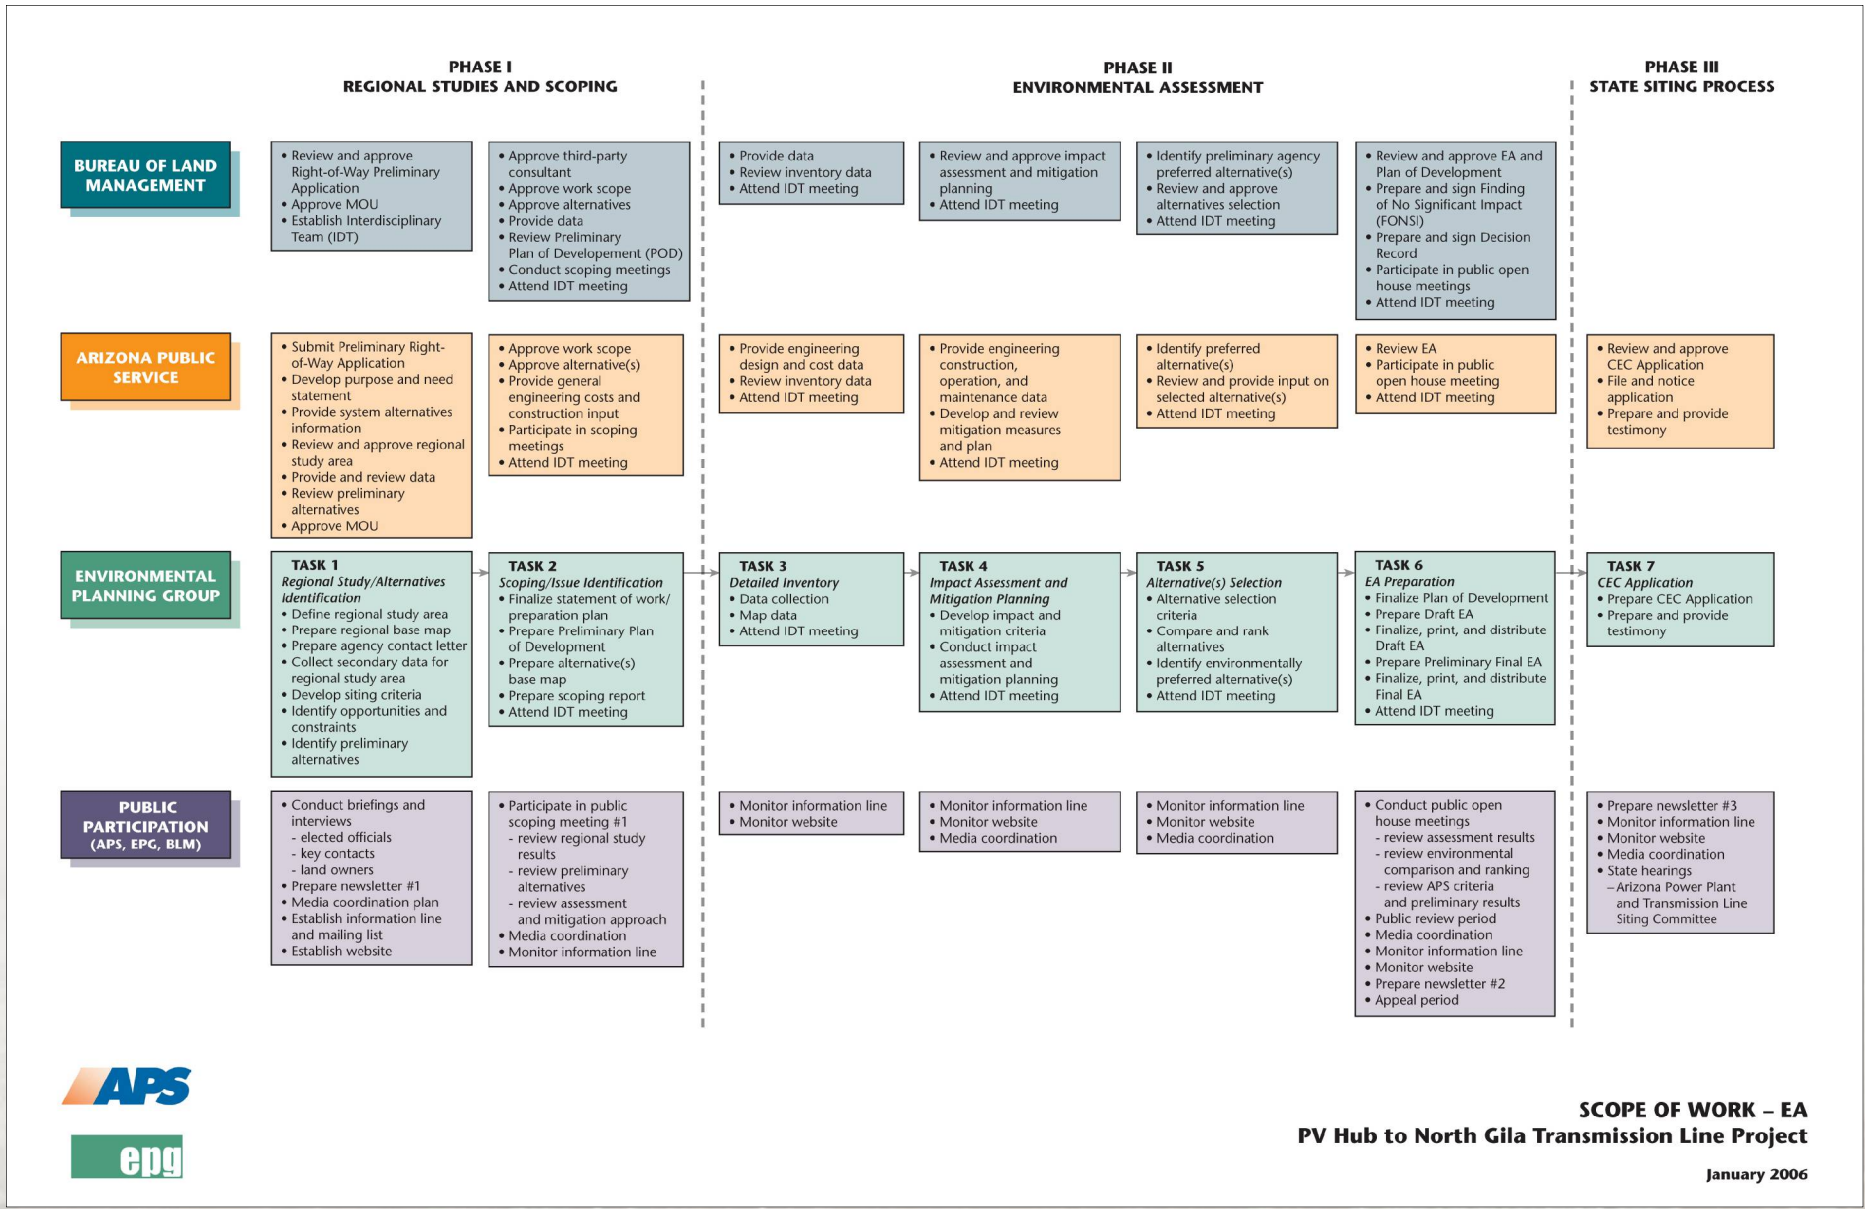 PHASE I
REGIONAL STUDIES AND SCOPING
PHASE II
ENVIRONMENTAL ASSESSMENT
PHASE III
STATE SITING PROCESS
BUREAU OF LAND
MANAGEMENT
• Review and approve
Right-of-Way Preliminary
Application
• Approve MOU
• Establish Interdisciplinary
Team (IDT)
• Approve third-party
consultant
• Approve work scope
• Approve alternatives
• Provide data
• Review Preliminary
Plan of Developement (POD)
• Conduct scoping meetings
• Attend IDT meeting
• Provide data
• Review inventory data
• Attend IDT meeting
• Review and approve impact
assessment and mitigation
planning
• Attend IDT meeting
• Identify preliminary agency
preferred alternative(s)
• Review and approve
alternatives selection
• Attend IDT meeting
• Review and approve EA and
Plan of Development
• Prepare and sign Finding
of No Significant Impact
(FONSI)
• Prepare and sign Decision
Record
• Participate in public open
house meetings
• Attend IDT meeting
ARIZONA PUBLIC
SERVICE
• Submit Preliminary Right-
of-Way Application
• Develop purpose and need
statement
• Provide system alternatives
information
• Review and approve regional
study area
• Provide and review data
• Review preliminary
alternatives
• Approve MOU
• Approve work scope
• Approve alternative(s)
• Provide general
engineering costs and
construction input
• Participate in scoping
meetings
• Attend IDT meeting
• Provide engineering
design and cost data
• Review inventory data
• Attend IDT meeting
• Provide engineering
construction,
operation, and
maintenance data
• Develop and review
mitigation measures
and plan
• Attend IDT meeting
• Identify preferred
alternative(s)
• Review and provide input on
selected alternative(s)
• Attend IDT meeting
• Review EA
• Participate in public
open house meeting
• Attend IDT meeting
• Review and approve
CEC Application
• File and notice
application
• Prepare and provide
testimony
ENVIRONMENTAL
PLANNING GROUP
TASK 1
Regional Study/Alternatives
Identification
• Define regional study area
• Prepare regional base map
• Prepare agency contact letter
• Collect secondary data for
regional study area
• Develop siting criteria
• Identify opportunities and
constraints
• Identify preliminary
alternatives
TASK 2
Scoping/Issue Identification
• Finalize statement of work/
preparation plan
• Prepare Preliminary Plan
of Development
• Prepare alternative(s)
base map
• Prepare scoping report
• Attend IDT meeting
TASK 3
Detailed Inventory
• Data collection
• Map data
• Attend IDT meeting
TASK 4
Impact Assessment and
Mitigation Planning
• Develop impact and
mitigation criteria
• Conduct impact
assessment and
mitigation planning
• Attend IDT meeting
TASK 5
Alternative(s) Selection
• Alternative selection
criteria
• Compare and rank
alternatives
• Identify environmentally
preferred alternative(s)
• Attend IDT meeting
TASK 6
EA Preparation
• Finalize Plan of Development
• Prepare Draft EA
• Finalize, print, and distribute
Draft EA
• Prepare Preliminary Final EA
• Finalize, print, and distribute
Final EA
• Attend IDT meeting
TASK 7
CEC Application
• Prepare CEC Application
• Prepare and provide
testimony
PUBLIC
PARTICIPATION
(APS, EPG, BLM)
• Conduct briefings and
interviews
- elected officials
- key contacts
- land owners
• Prepare newsletter #1
• Media coordination plan
• Establish information line
and mailing list
• Establish website
• Participate in public
scoping meeting #1
- review regional study
results
- review preliminary
alternatives
- review assessment
and mitigation approach
• Media coordination
• Monitor information line
• Monitor information line
• Monitor website
• Monitor information line
• Monitor website
• Media coordination
• Monitor information line
• Monitor website
• Media coordination
• Conduct public open
house meetings
- review assessment results
- review environmental
comparison and ranking
- review APS criteria
and preliminary results
• Public review period
• Media coordination
• Monitor information line
• Monitor website
• Prepare newsletter #2
• Appeal period
• Prepare newsletter #3
• Monitor information line
• Monitor website
• Media coordination
• State hearings
– Arizona Power Plant
and Transmission Line
Siting Committee
APS
epg
SCOPE OF WORK – EA
PV Hub to North Gila Transmission Line Project
January 2006